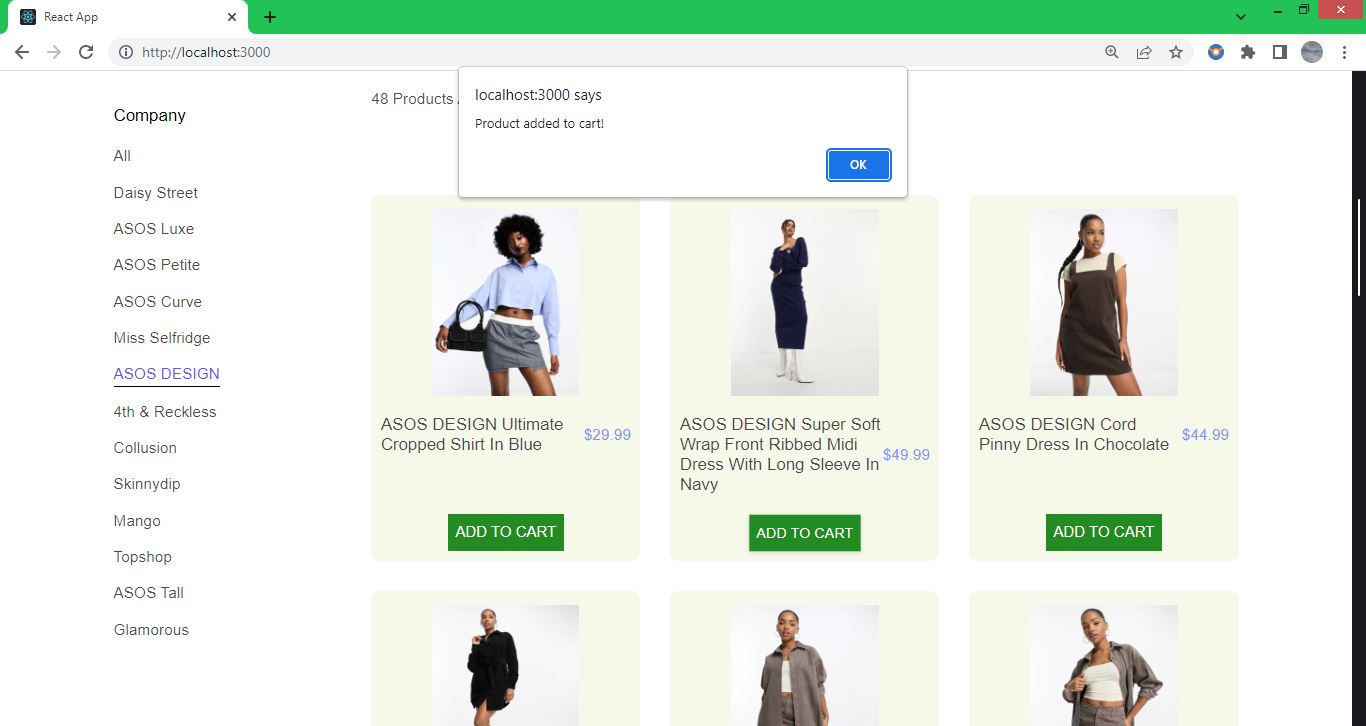 React App
http://localhost:3000
localhost:3000 says
Product added to cart!
OK
48 Products
Company
All
Daisy Street
ASOS Luxe
ASOS Petite
ASOS Curve
Miss Selfridge
ASOS DESIGN
4th & Reckless
Collusion
Skinnydip
Mango
Topshop
ASOS Tall
Glamorous
ASOS DESIGN Ultimate
Cropped Shirt In Blue
$29.99
ADD TO CART
ASOS DESIGN Super Soft
Wrap Front Ribbed Midi
Dress With Long Sleeve In
Navy
$49.99
ADD TO CART
ASOS DESIGN Cord
Pinny Dress In Chocolate
$44.99
ADD TO CART